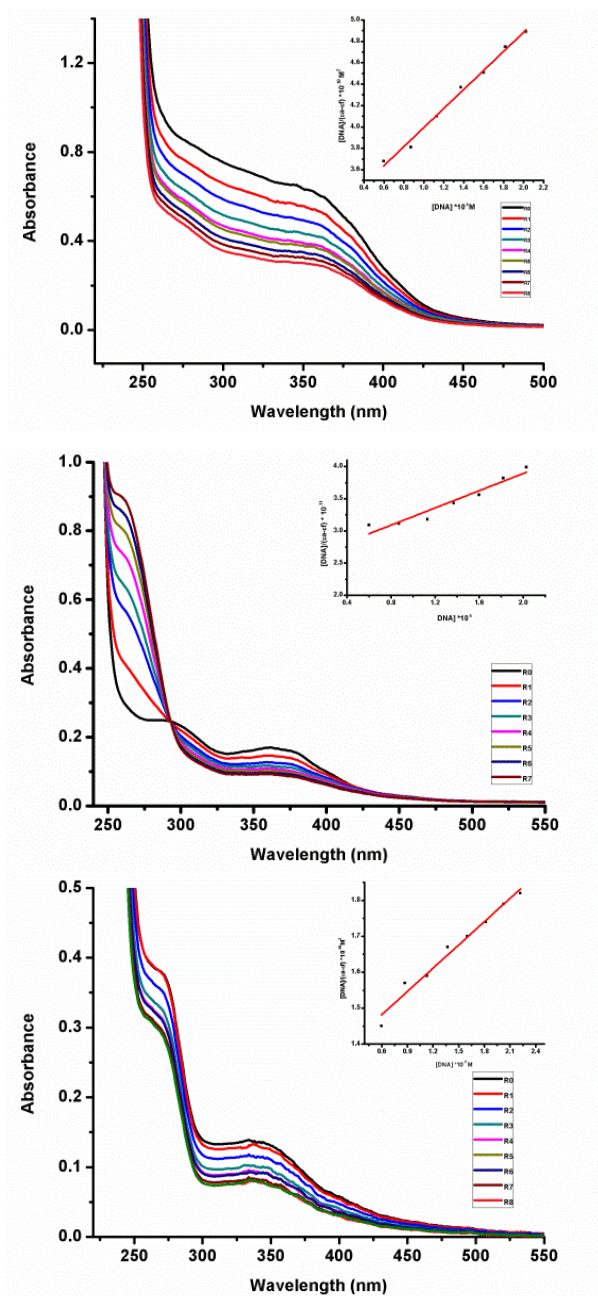 1.2
0.8
0.4
0.0
Absorbance
250 300 350 400 450 500
Wavelength (nm)
5.0
4.8
4.6
4.4
4.2
4.0
3.8
3.6
0.4 0.6 0.8 1.0 1.2 1.4 1.6 1.8 2.0 2.2
R1
R2
R3
R4
R7
1.0
0.8
0.6
0.4
0.2
0.0
Absorbance
250 300 350 400 450 500 550
Wavelength (nm)
4.0
3.5
3.0
2.5
2.0
0.4 0.8 1.2 1.6 2.0
R0
R1
R2
R3
R4
R5
R6
R7
0.5
0.4
0.3
0.2
0.1
0.0
Absorbance
250 300 350 400 450 500 550
Wavelength (nm)
1.8
1.7
1.6
1.5
1.4
0.6 0.9 1.2 1.5 1.8 2.1 2.4
R0
R1
R2
R3
R4
R5
R6
R7
R8